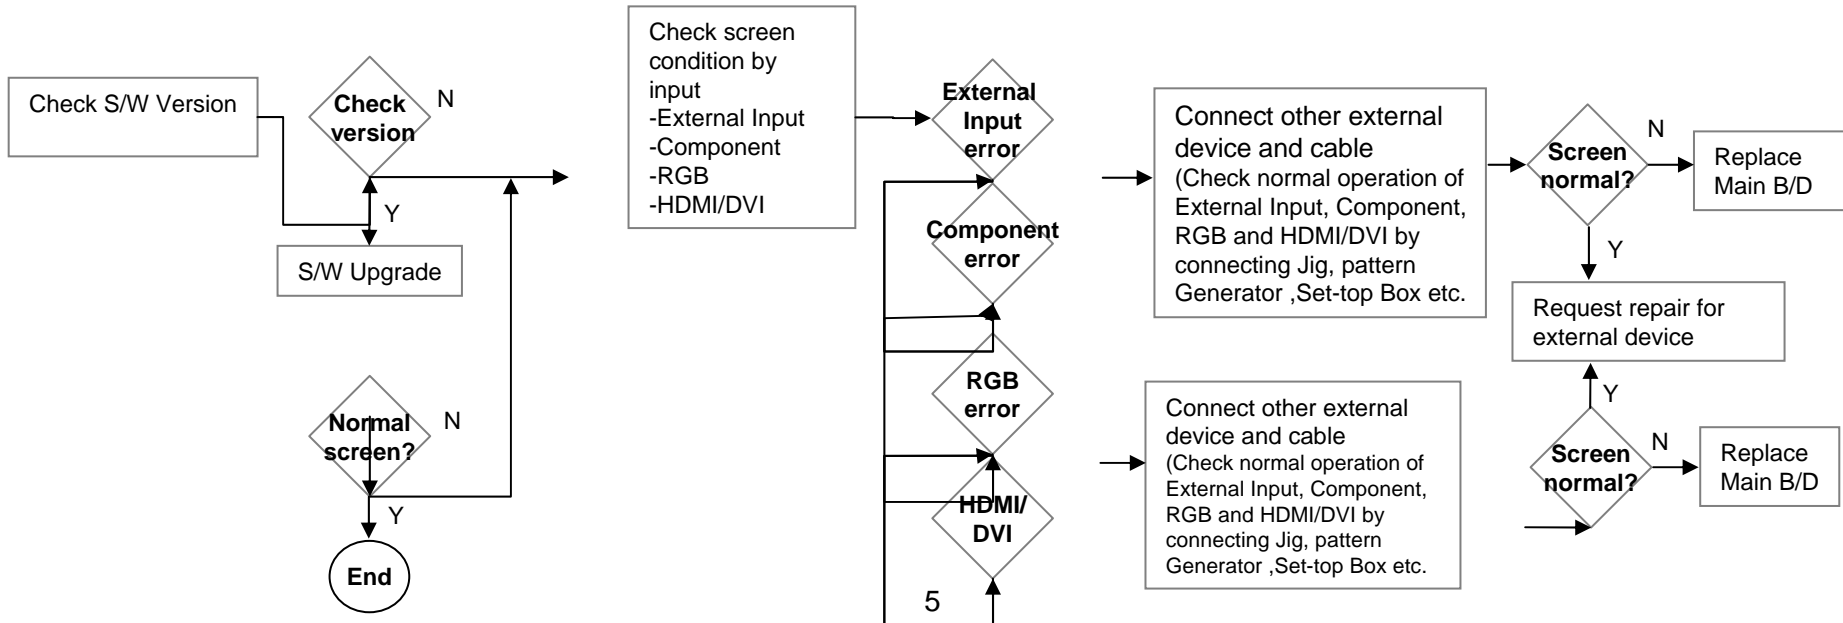 Check S/W Version
Check
version
N
Y
S/W Upgrade
Normal
screen?
N
Y
End
Check screen
condition by
input
-External Input
-Component
-RGB
-HDMI/DVI
External
Input
error
Component
error
RGB
error
HDMI/
DVI
5
Connect other external
device and cable
(Check normal operation of
External Input, Component,
RGB and HDMI/DVI by
connecting Jig, pattern
Generator ,Set-top Box etc.
Screen
normal?
N
Replace
Main B/D
Y
Request repair for
external device
Connect other external
device and cable
(Check normal operation of
External Input, Component,
RGB and HDMI/DVI by
connecting Jig, pattern
Generator ,Set-top Box etc.
Y
Screen
normal?
N
Replace
Main B/D